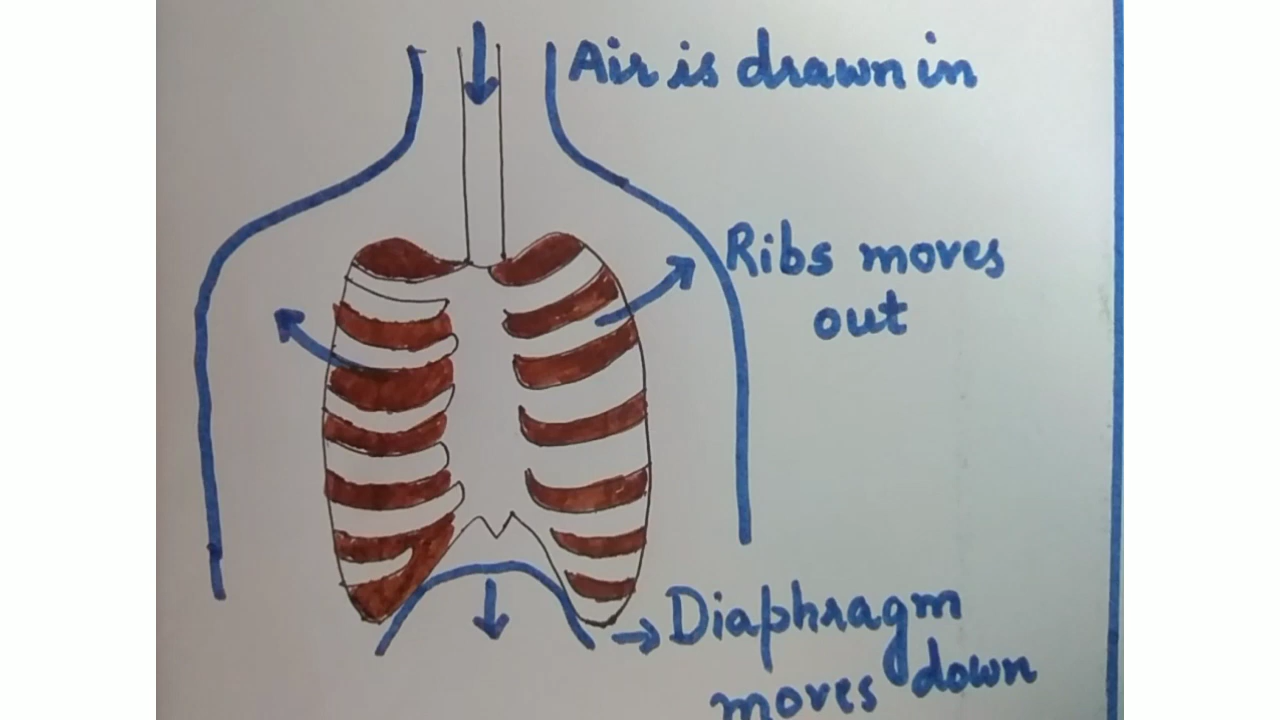 Air is drawn in
Ribs moves
out
Diaphragm
moves down